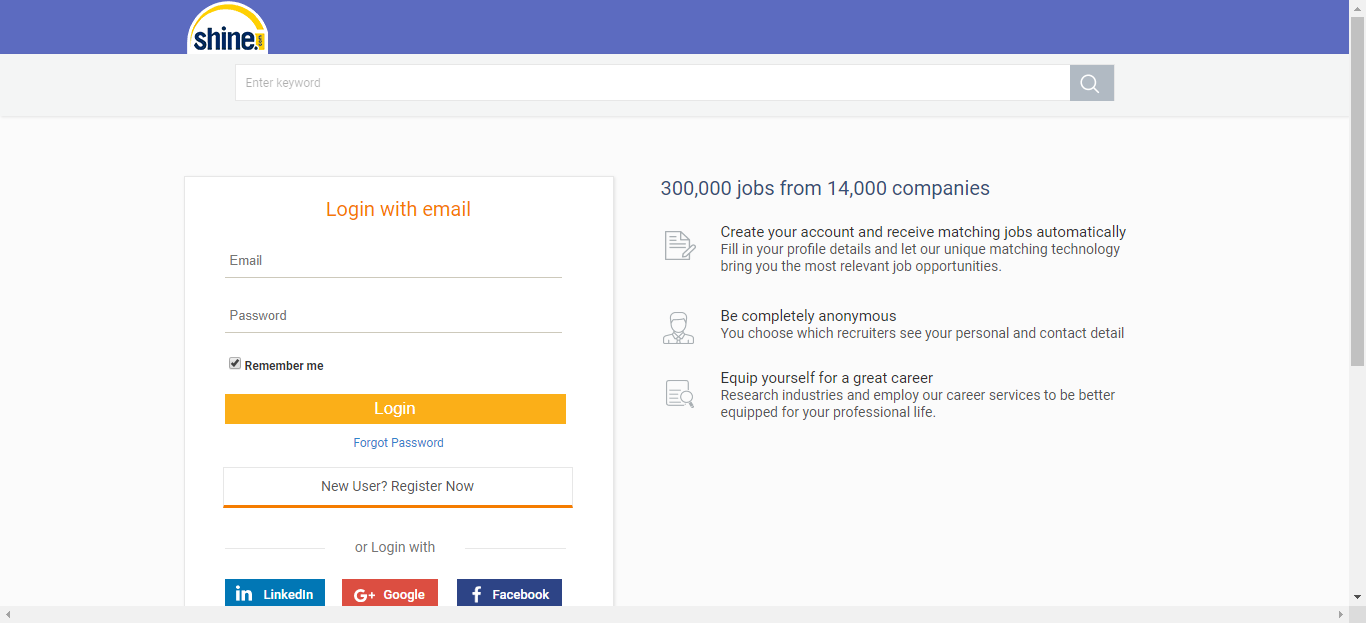 shine.com
Enter keyword
Login with email
Email
Password
Remember me
Login
Forgot Password
New User? Register Now
or Login with
in LinkedIn
G+ Google
f Facebook
300,000 jobs from 14,000 companies
Create your account and receive matching jobs automatically
Fill in your profile details and let our unique matching technology
bring you the most relevant job opportunities.
Be completely anonymous
You choose which recruiters see your personal and contact detail
Equip yourself for a great career
Research industries and employ our career services to be better
equipped for your professional life.